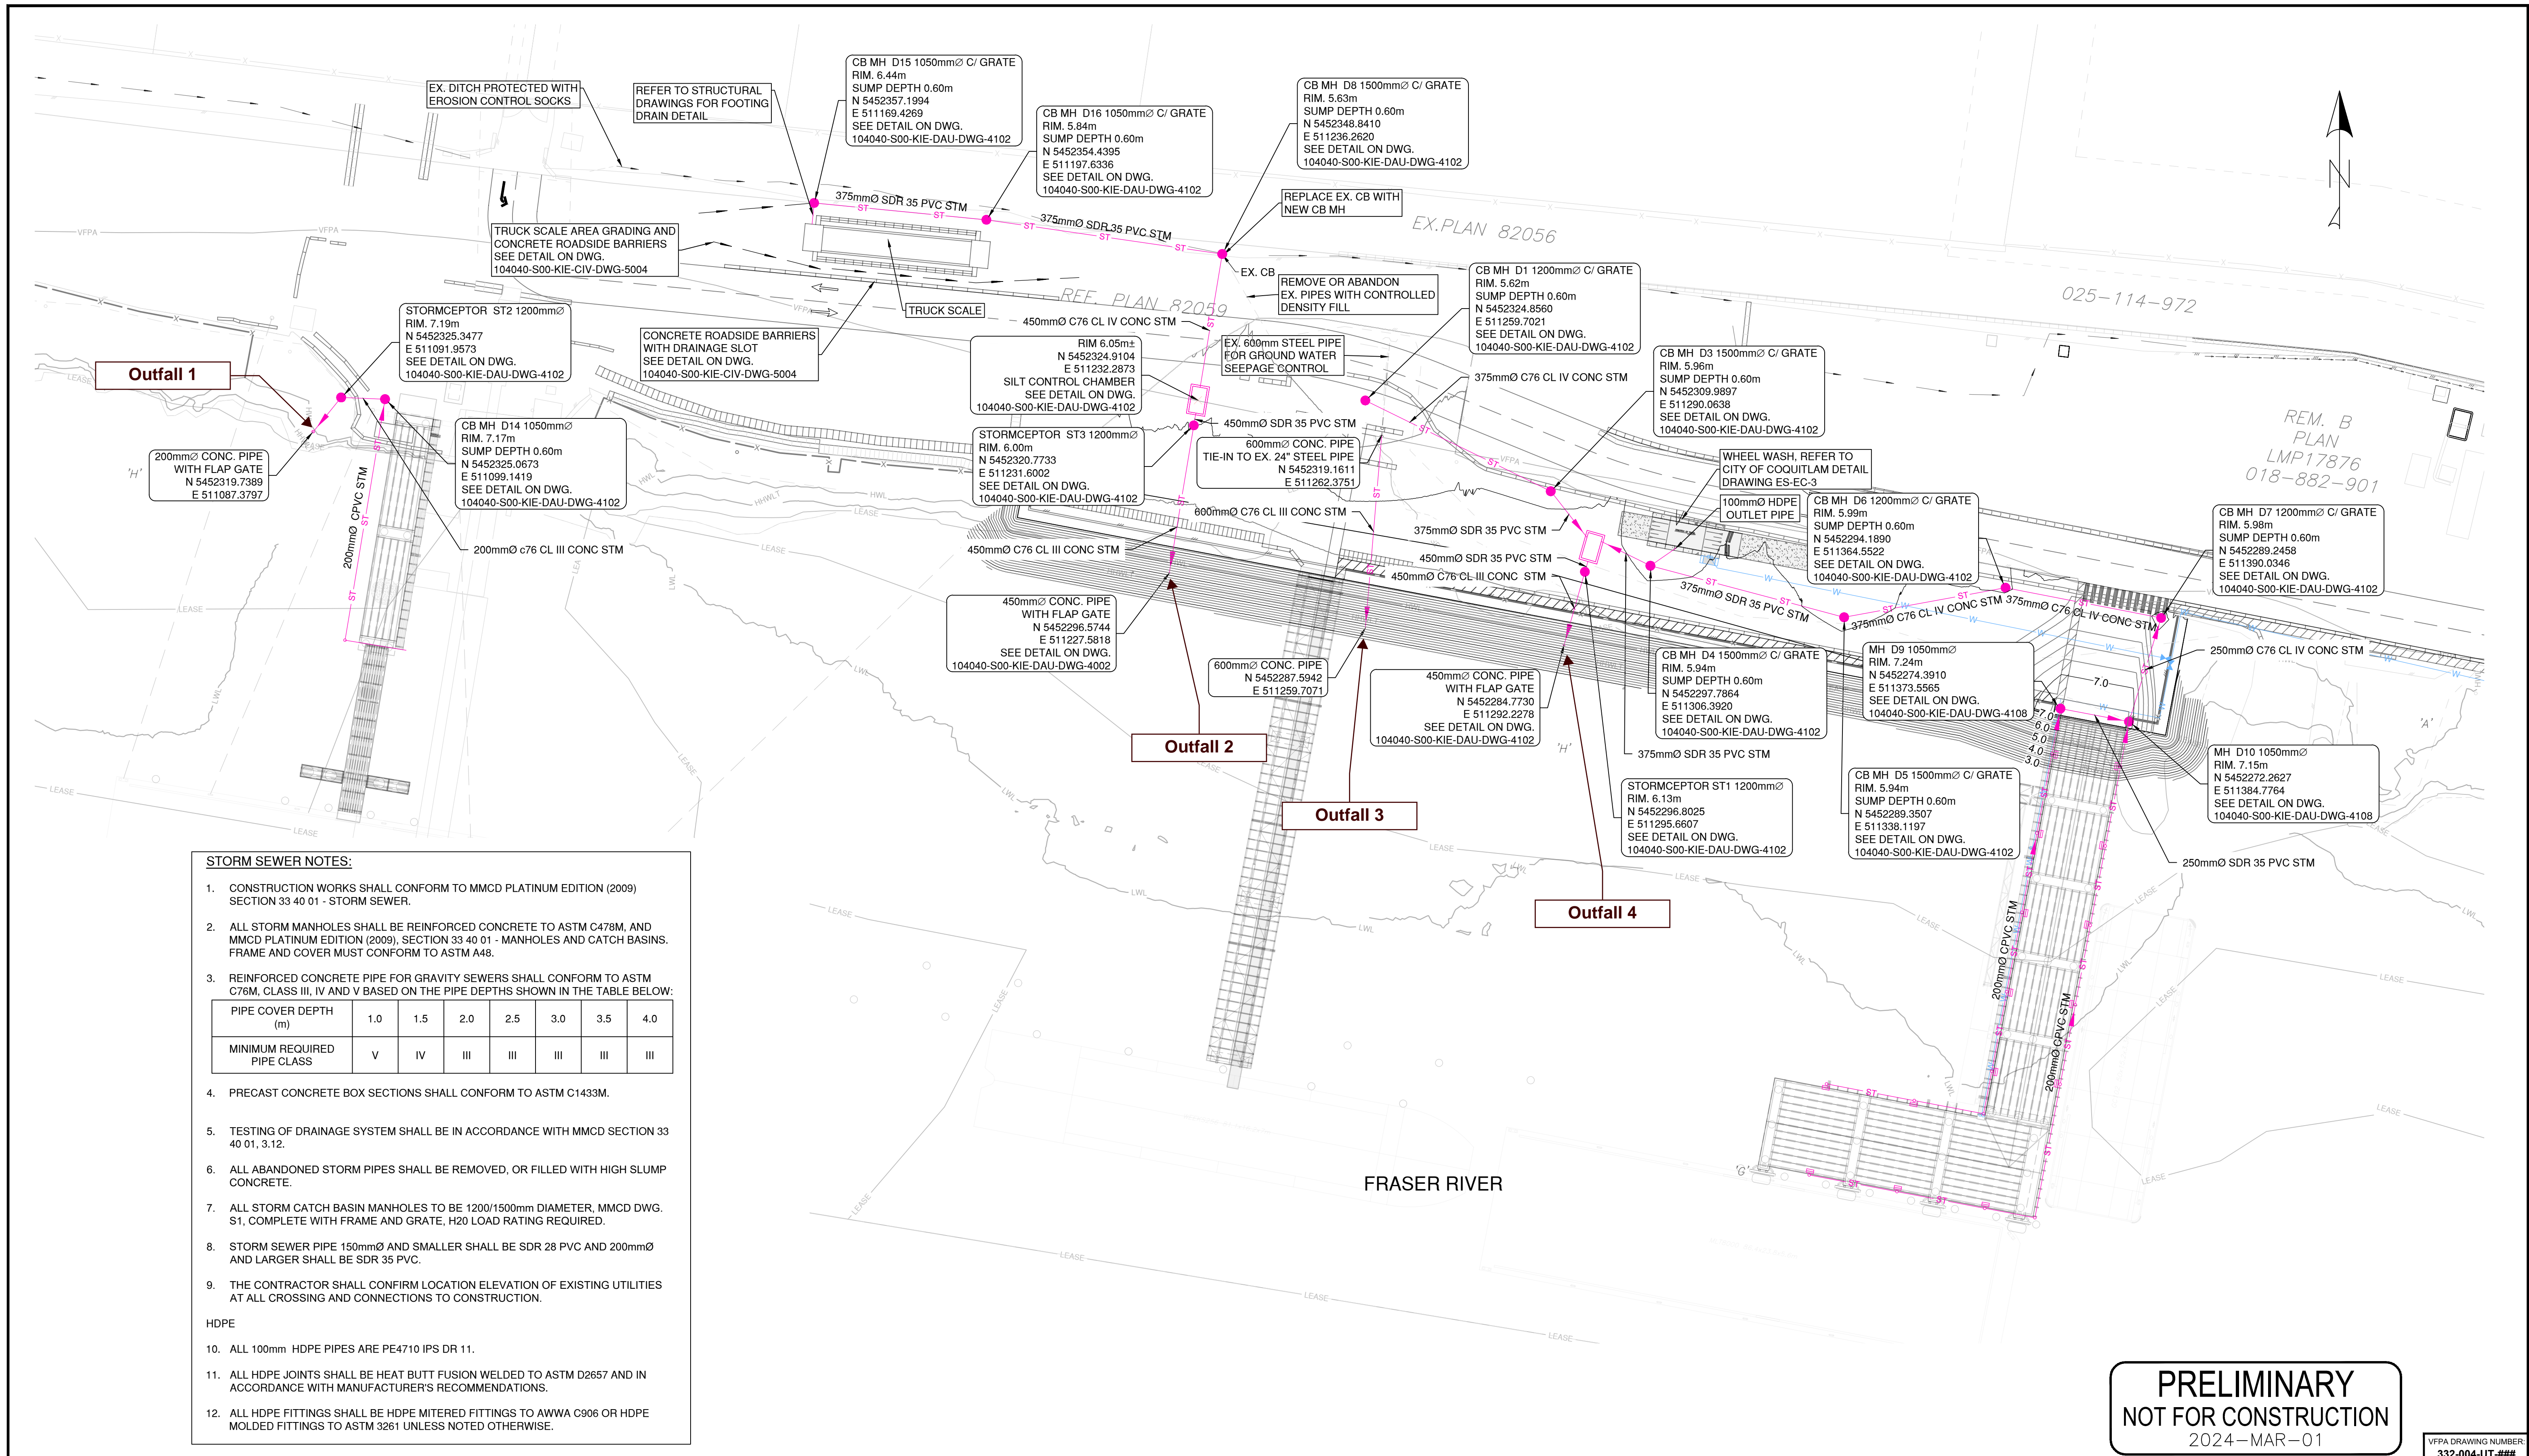 EX. DITCH PROTECTED WITH
EROSION CONTROL SOCKS
REFER TO STRUCTURAL
DRAWINGS FOR FOOTING
DRAIN DETAIL
CB MH D15 1050mm∅ C/ GRATE
RIM. 6.44m
SUMP DEPTH 0.60m
N 5452357.1994
E 511169.4269
SEE DETAIL ON DWG.
104040-S00-KIE-DAU-DWG-4102
CB MH D16 1050mm∅ C/ GRATE
RIM. 5.84m
SUMP DEPTH 0.60m
N 5452354.4395
E 511197.6336
SEE DETAIL ON DWG.
104040-S00-KIE-DAU-DWG-4102
CB MH D8 1500mm∅ C/ GRATE
RIM. 5.63m
SUMP DEPTH 0.60m
N 5452348.8410
E 511236.2620
SEE DETAIL ON DWG.
104040-S00-KIE-DAU-DWG-4102
N
REPLACE EX. CB WITH
NEW CB MH
375mmØ SDR 35 PVC STM
375mmØ SDR 35 PVC STM
EX.PLAN 82056
TRUCK SCALE AREA GRADING AND
CONCRETE ROADSIDE BARRIERS
SEE DETAIL ON DWG.
104040-S00-KIE-CIV-DWG-5004
EX. CB
REMOVE OR ABANDON
EX. PIPES WITH CONTROLLED
DENSITY FILL
REF. PLAN 82059
TRUCK SCALE
025-114-972
CB MH D1 1200mm∅ C/ GRATE
RIM. 5.62m
SUMP DEPTH 0.60m
N 5452324.8560
E 511259.7021
SEE DETAIL ON DWG.
104040-S00-KIE-DAU-DWG-4102
STORMCEPTOR ST2 1200mm∅
RIM. 7.19m
N 5452325.3477
E 511091.9573
SEE DETAIL ON DWG.
104040-S00-KIE-DAU-DWG-4102
CONCRETE ROADSIDE BARRIERS
WITH DRAINAGE SLOT
SEE DETAIL ON DWG.
104040-S00-KIE-CIV-DWG-5004
450mmØ C76 CL IV CONC STM
RIM 6.05m±
N 5452324.9104
E 511232.2873
SILT CONTROL CHAMBER
SEE DETAIL ON DWG.
104040-S00-KIE-DAU-DWG-4102
EX. 600mm STEEL PIPE
FOR GROUND WATER
SEEPAGE CONTROL
375mmØ C76 CL IV CONC STM
CB MH D3 1500mm∅ C/ GRATE
RIM. 5.96m
SUMP DEPTH 0.60m
N 5452309.9897
E 511290.0638
SEE DETAIL ON DWG.
104040-S00-KIE-DAU-DWG-4102
Outfall 1
REM. B
PLAN
LMP17876
018-882-901
CB MH D14 1050mm∅
RIM. 7.17m
SUMP DEPTH 0.60m
N 5452325.0673
E 511099.1419
SEE DETAIL ON DWG.
104040-S00-KIE-DAU-DWG-4102
200mm∅ CONC. PIPE
WITH FLAP GATE
N 5452319.7389
E 511087.3797
'H'
200mmØ CPVC STM
200mmØ c76 CL III CONC STM
STORMCEPTOR ST3 1200mm∅
RIM. 6.00m
N 5452320.7733
E 511231.6002
SEE DETAIL ON DWG.
104040-S00-KIE-DAU-DWG-4102
450mmØ SDR 35 PVC STM
600mm∅ CONC. PIPE
TIE-IN TO EX. 24" STEEL PIPE
N 5452319.1611
E 511262.3751
WHEEL WASH, REFER TO
CITY OF COQUITLAM DETAIL
DRAWING ES-EC-3
100mmØ HDPE
OUTLET PIPE
CB MH D6 1200mm∅ C/ GRATE
RIM. 5.99m
SUMP DEPTH 0.60m
N 5452294.1890
E 511364.5522
SEE DETAIL ON DWG.
104040-S00-KIE-DAU-DWG-4102
CB MH D7 1200mm∅ C/ GRATE
RIM. 5.98m
SUMP DEPTH 0.60m
N 5452289.2458
E 511390.0346
SEE DETAIL ON DWG.
104040-S00-KIE-DAU-DWG-4102
600mmØ C76 CL III CONC STM
375mmØ SDR 35 PVC STM
450mmØ C76 CL III CONC STM
450mmØ SDR 35 PVC STM
450mmØ C76 CL III CONC STM
375mmØ SDR 35 PVC STM
375mmØ C76 CL IV CONC STM
375mmØ C76 CL IV CONC STM
450mm∅ CONC. PIPE
WITH FLAP GATE
N 5452296.5744
E 511227.5818
SEE DETAIL ON DWG.
104040-S00-KIE-DAU-DWG-4002
600mm∅ CONC. PIPE
N 5452287.5942
E 511259.7071
450mm∅ CONC. PIPE
WITH FLAP GATE
N 5452284.7730
E 511292.2278
SEE DETAIL ON DWG.
104040-S00-KIE-DAU-DWG-4102
'H'
CB MH D4 1500mm∅ C/ GRATE
RIM. 5.94m
SUMP DEPTH 0.60m
N 5452297.7864
E 511306.3920
SEE DETAIL ON DWG.
104040-S00-KIE-DAU-DWG-4102
MH D9 1050mm∅
RIM. 7.24m
N 5452274.3910
E 511373.5565
SEE DETAIL ON DWG.
104040-S00-KIE-DAU-DWG-4108
250mmØ C76 CL IV CONC STM
7.0
7.0
6.0
5.0
4.0
3.0
'A'
Outfall 2
375mmØ SDR 35 PVC STM
MH D10 1050mm∅
RIM. 7.15m
N 5452272.2627
E 511384.7764
SEE DETAIL ON DWG.
104040-S00-KIE-DAU-DWG-4108
STORMCEPTOR ST1 1200mm∅
RIM. 6.13m
N 5452296.8025
E 511295.6607
SEE DETAIL ON DWG.
104040-S00-KIE-DAU-DWG-4102
CB MH D5 1500mm∅ C/ GRATE
RIM. 5.94m
SUMP DEPTH 0.60m
N 5452289.3507
E 511338.1197
SEE DETAIL ON DWG.
104040-S00-KIE-DAU-DWG-4102
Outfall 3
250mmØ SDR 35 PVC STM
Outfall 4
200mmØ CPVC STM
200mmØ CPVC STM
'G'
FRASER RIVER
STORM SEWER NOTES:
1. CONSTRUCTION WORKS SHALL CONFORM TO MMCD PLATINUM EDITION (2009)
SECTION 33 40 01 - STORM SEWER.
2. ALL STORM MANHOLES SHALL BE REINFORCED CONCRETE TO ASTM C478M, AND
MMCD PLATINUM EDITION (2009), SECTION 33 40 01 - MANHOLES AND CATCH BASINS.
FRAME AND COVER MUST CONFORM TO ASTM A48.
3. REINFORCED CONCRETE PIPE FOR GRAVITY SEWERS SHALL CONFORM TO ASTM
C76M, CLASS III, IV AND V BASED ON THE PIPE DEPTHS SHOWN IN THE TABLE BELOW:
PIPE COVER DEPTH
(m) 1.0 1.5 2.0 2.5 3.0 3.5 4.0
MINIMUM REQUIRED
PIPE CLASS V IV III III III III III
4. PRECAST CONCRETE BOX SECTIONS SHALL CONFORM TO ASTM C1433M.
5. TESTING OF DRAINAGE SYSTEM SHALL BE IN ACCORDANCE WITH MMCD SECTION 33
40 01, 3.12.
6. ALL ABANDONED STORM PIPES SHALL BE REMOVED, OR FILLED WITH HIGH SLUMP
CONCRETE.
7. ALL STORM CATCH BASIN MANHOLES TO BE 1200/1500mm DIAMETER, MMCD DWG.
S1, COMPLETE WITH FRAME AND GRATE, H20 LOAD RATING REQUIRED.
8. STORM SEWER PIPE 150mmØ AND SMALLER SHALL BE SDR 28 PVC AND 200mmØ
AND LARGER SHALL BE SDR 35 PVC.
9. THE CONTRACTOR SHALL CONFIRM LOCATION ELEVATION OF EXISTING UTILITIES
AT ALL CROSSING AND CONNECTIONS TO CONSTRUCTION.
HDPE
10. ALL 100mm HDPE PIPES ARE PE4710 IPS DR 11.
11. ALL HDPE JOINTS SHALL BE HEAT BUTT FUSION WELDED TO ASTM D2657 AND IN
ACCORDANCE WITH MANUFACTURER'S RECOMMENDATIONS.
12. ALL HDPE FITTINGS SHALL BE HDPE MITERED FITTINGS TO AWWA C906 OR HDPE
MOLDED FITTINGS TO ASTM 3261 UNLESS NOTED OTHERWISE.
PRELIMINARY
NOT FOR CONSTRUCTION
2024-MAR-01
VFPA DRAWING NUMBER:
332-004-UT-###